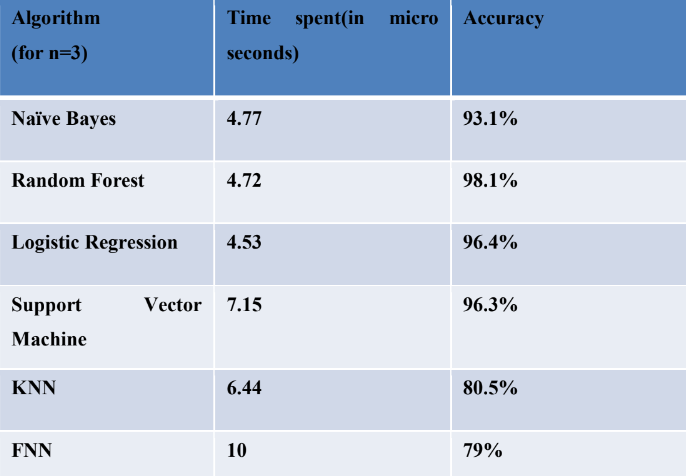 Algorithm
(for n=3)
Time spent(in micro
seconds)
Accuracy
Naïve Bayes
4.77
93.1%
Random Forest
4.72
98.1%
Logistic Regression
4.53
96.4%
Support Vector
Machine
7.15
96.3%
KNN
6.44
80.5%
FNN
10
79%